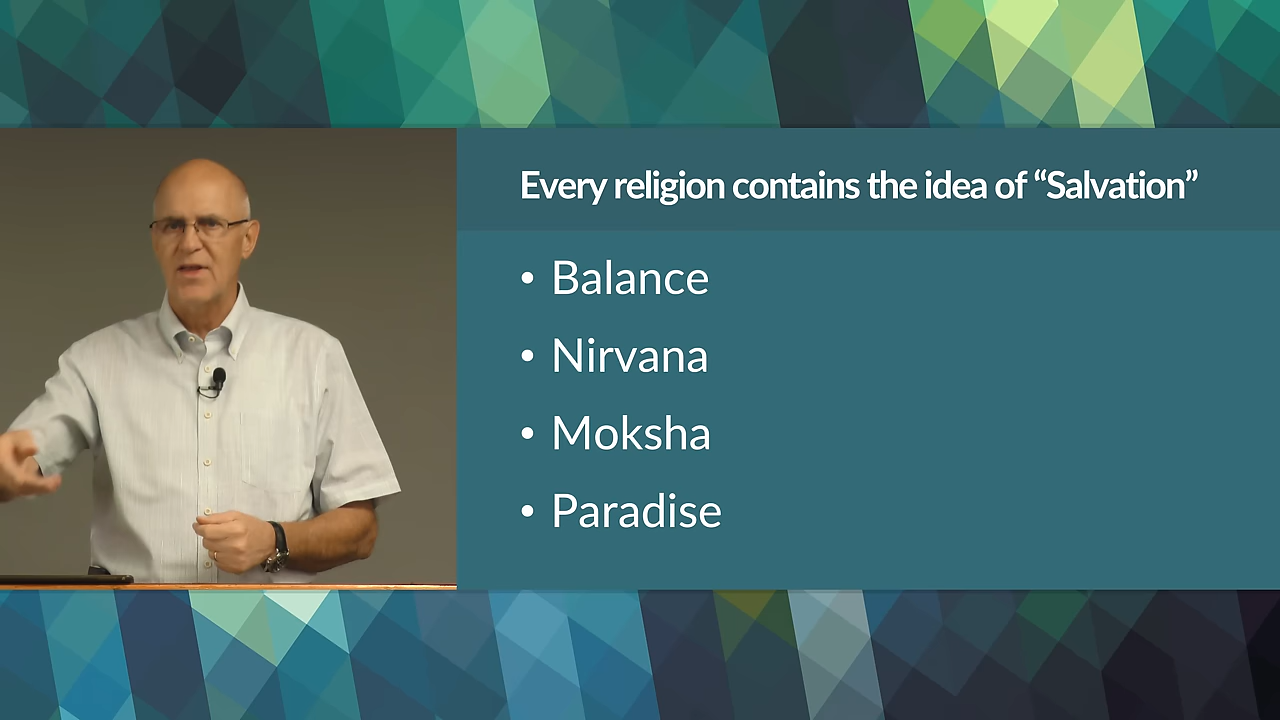 Every religion contains the idea of “Salvation”
• Balance
• Nirvana
• Moksha
• Paradise